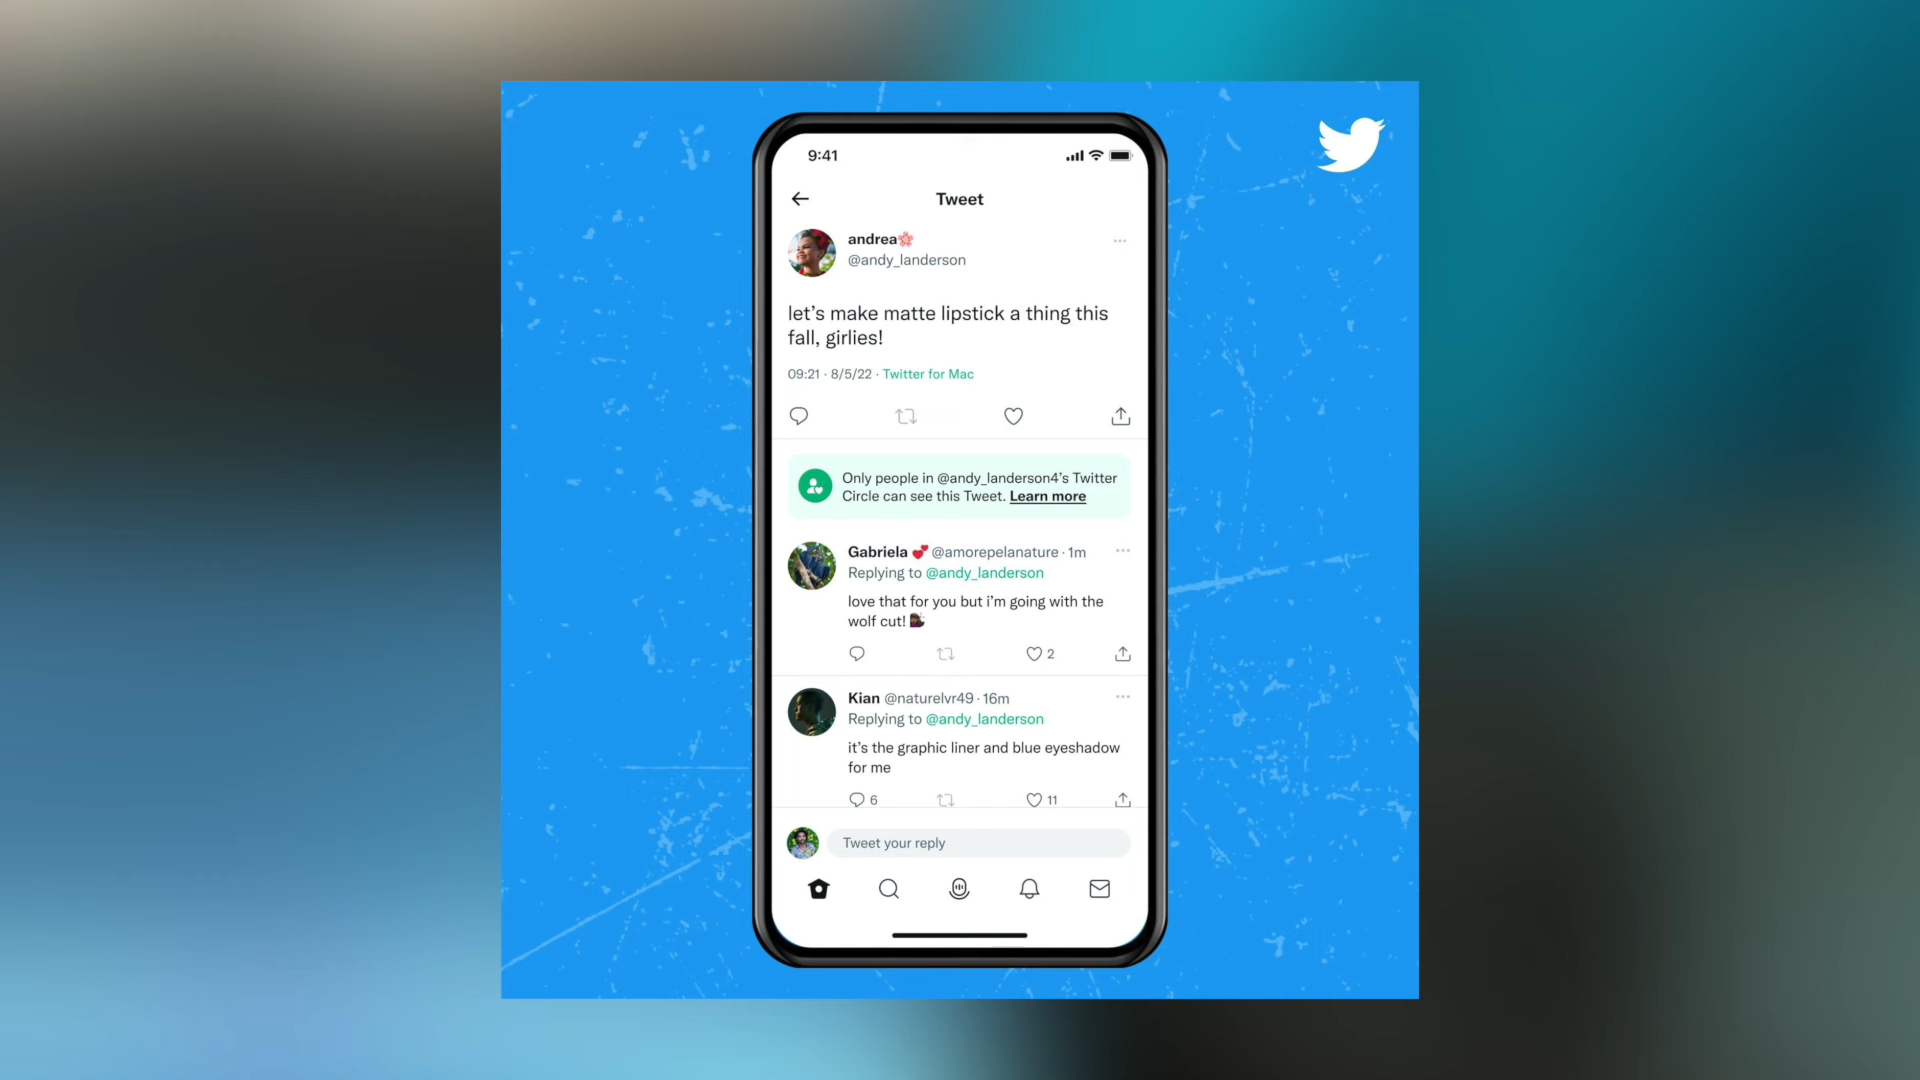 9:41
Tweet
andrea🌸
@andy_landerson
let’s make matte lipstick a thing this
fall, girlies!
09:21 · 8/5/22 · Twitter for Mac
Only people in @andy_landerson4’s Twitter
Circle can see this Tweet. Learn more
Gabriela 💕 @amorepelanature · 1m
Replying to @andy_landerson
love that for you but i’m going with the
wolf cut! 💇🏿‍♀️
2
Kian @naturelvr49 · 16m
Replying to @andy_landerson
it’s the graphic liner and blue eyeshadow
for me
6 11
Tweet your reply